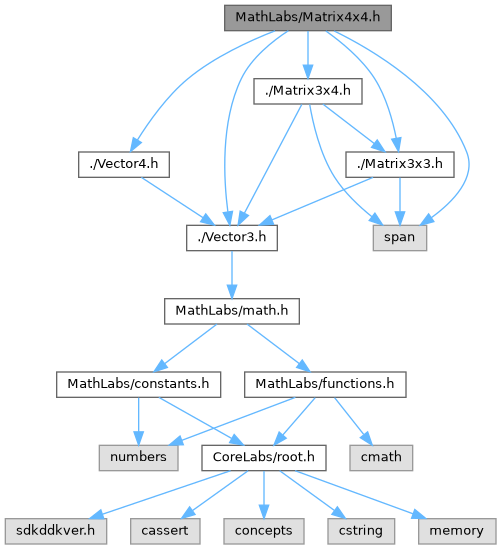 MathLabs/Matrix4x4.h
./Matrix3x4.h
./Vector4.h
./Matrix3x3.h
./Vector3.h
span
MathLabs/math.h
MathLabs/constants.h
MathLabs/functions.h
numbers
CoreLabs/root.h
cmath
sdkddkver.h
cassert
concepts
cstring
memory